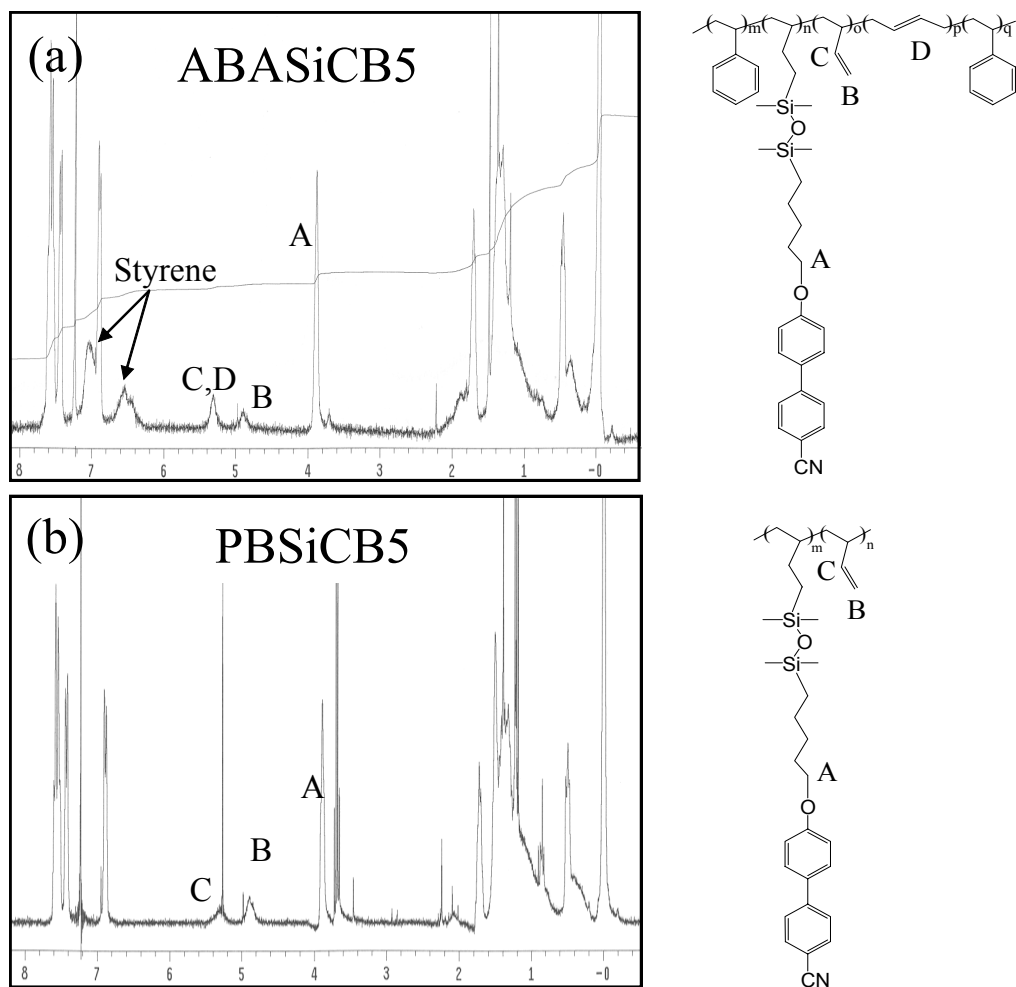 (a)
ABASiCB5
Styrene
A
C,D
B
8 7 6 5 4 3 2 1 -0
( )m( )n( )o( )p( )q
C
D
B
Si
O
Si
A
O
CN
(b)
PBSiCB5
A
B
C
8 7 6 5 4 3 2 1 -0
( )m( )n
C
B
Si
O
Si
A
O
CN